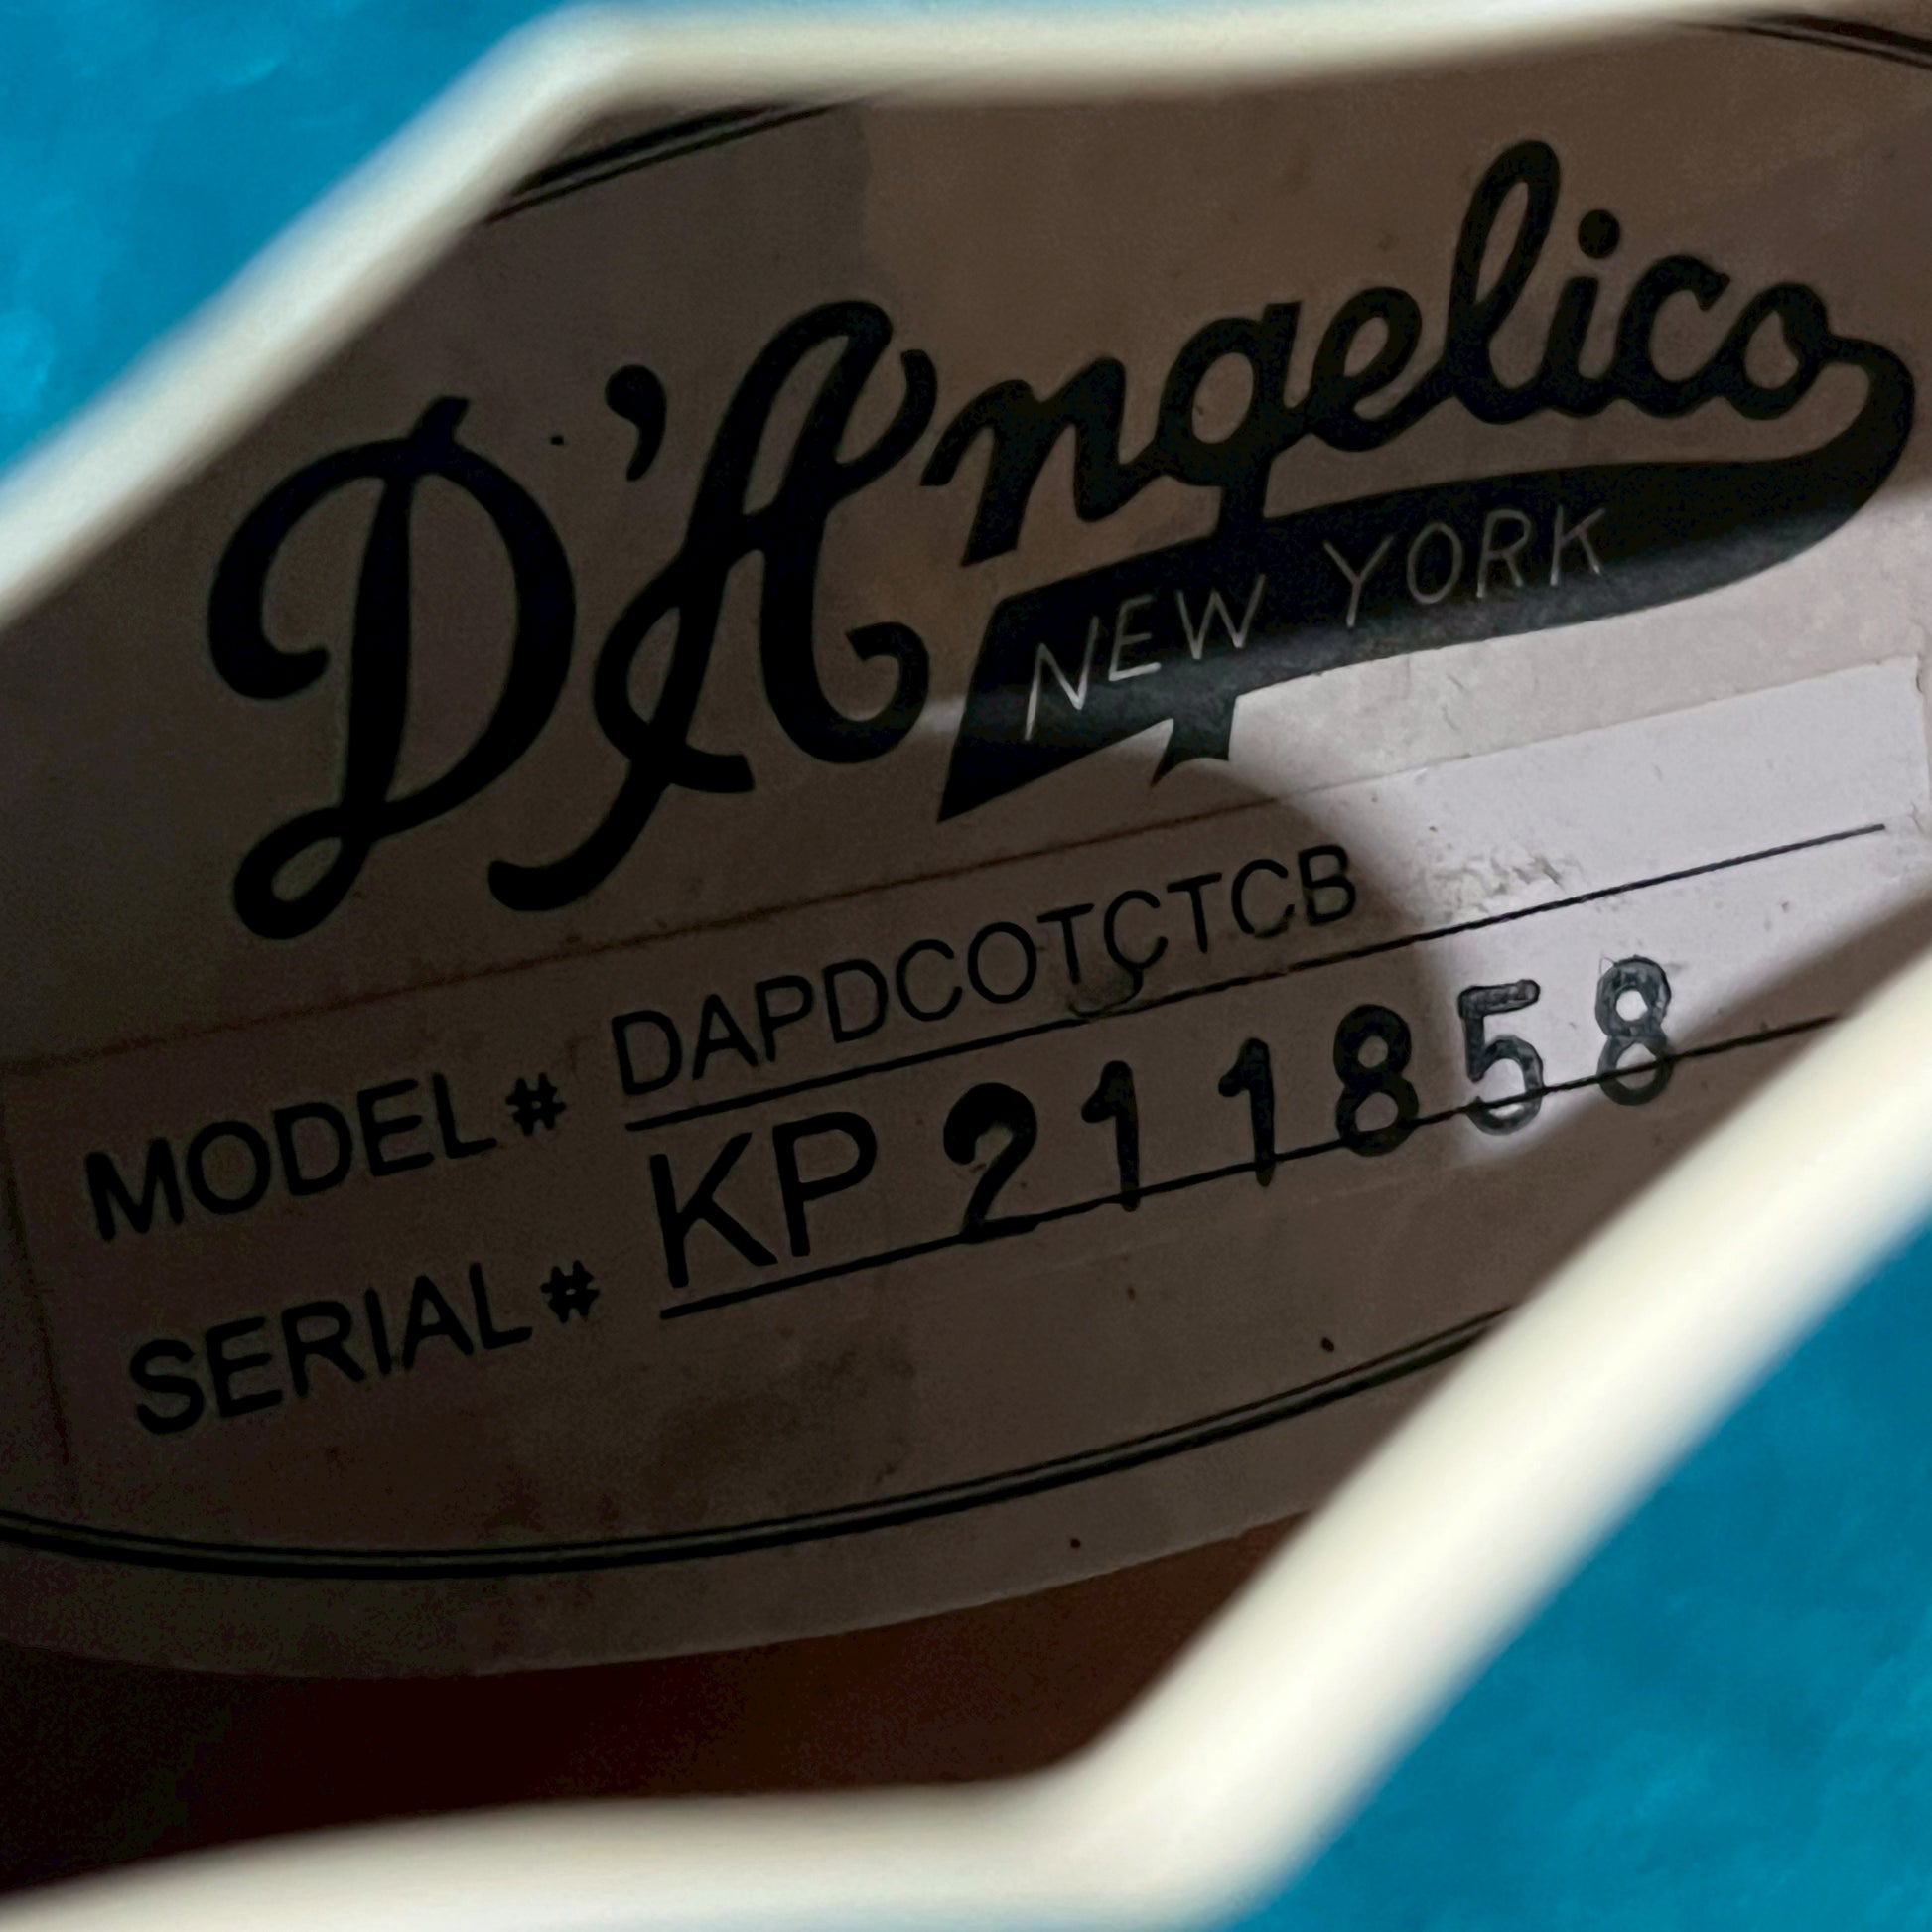 D'Angelico
NEW YORK
MODEL# DAPDCOTCTCB
SERIAL# KP 211858